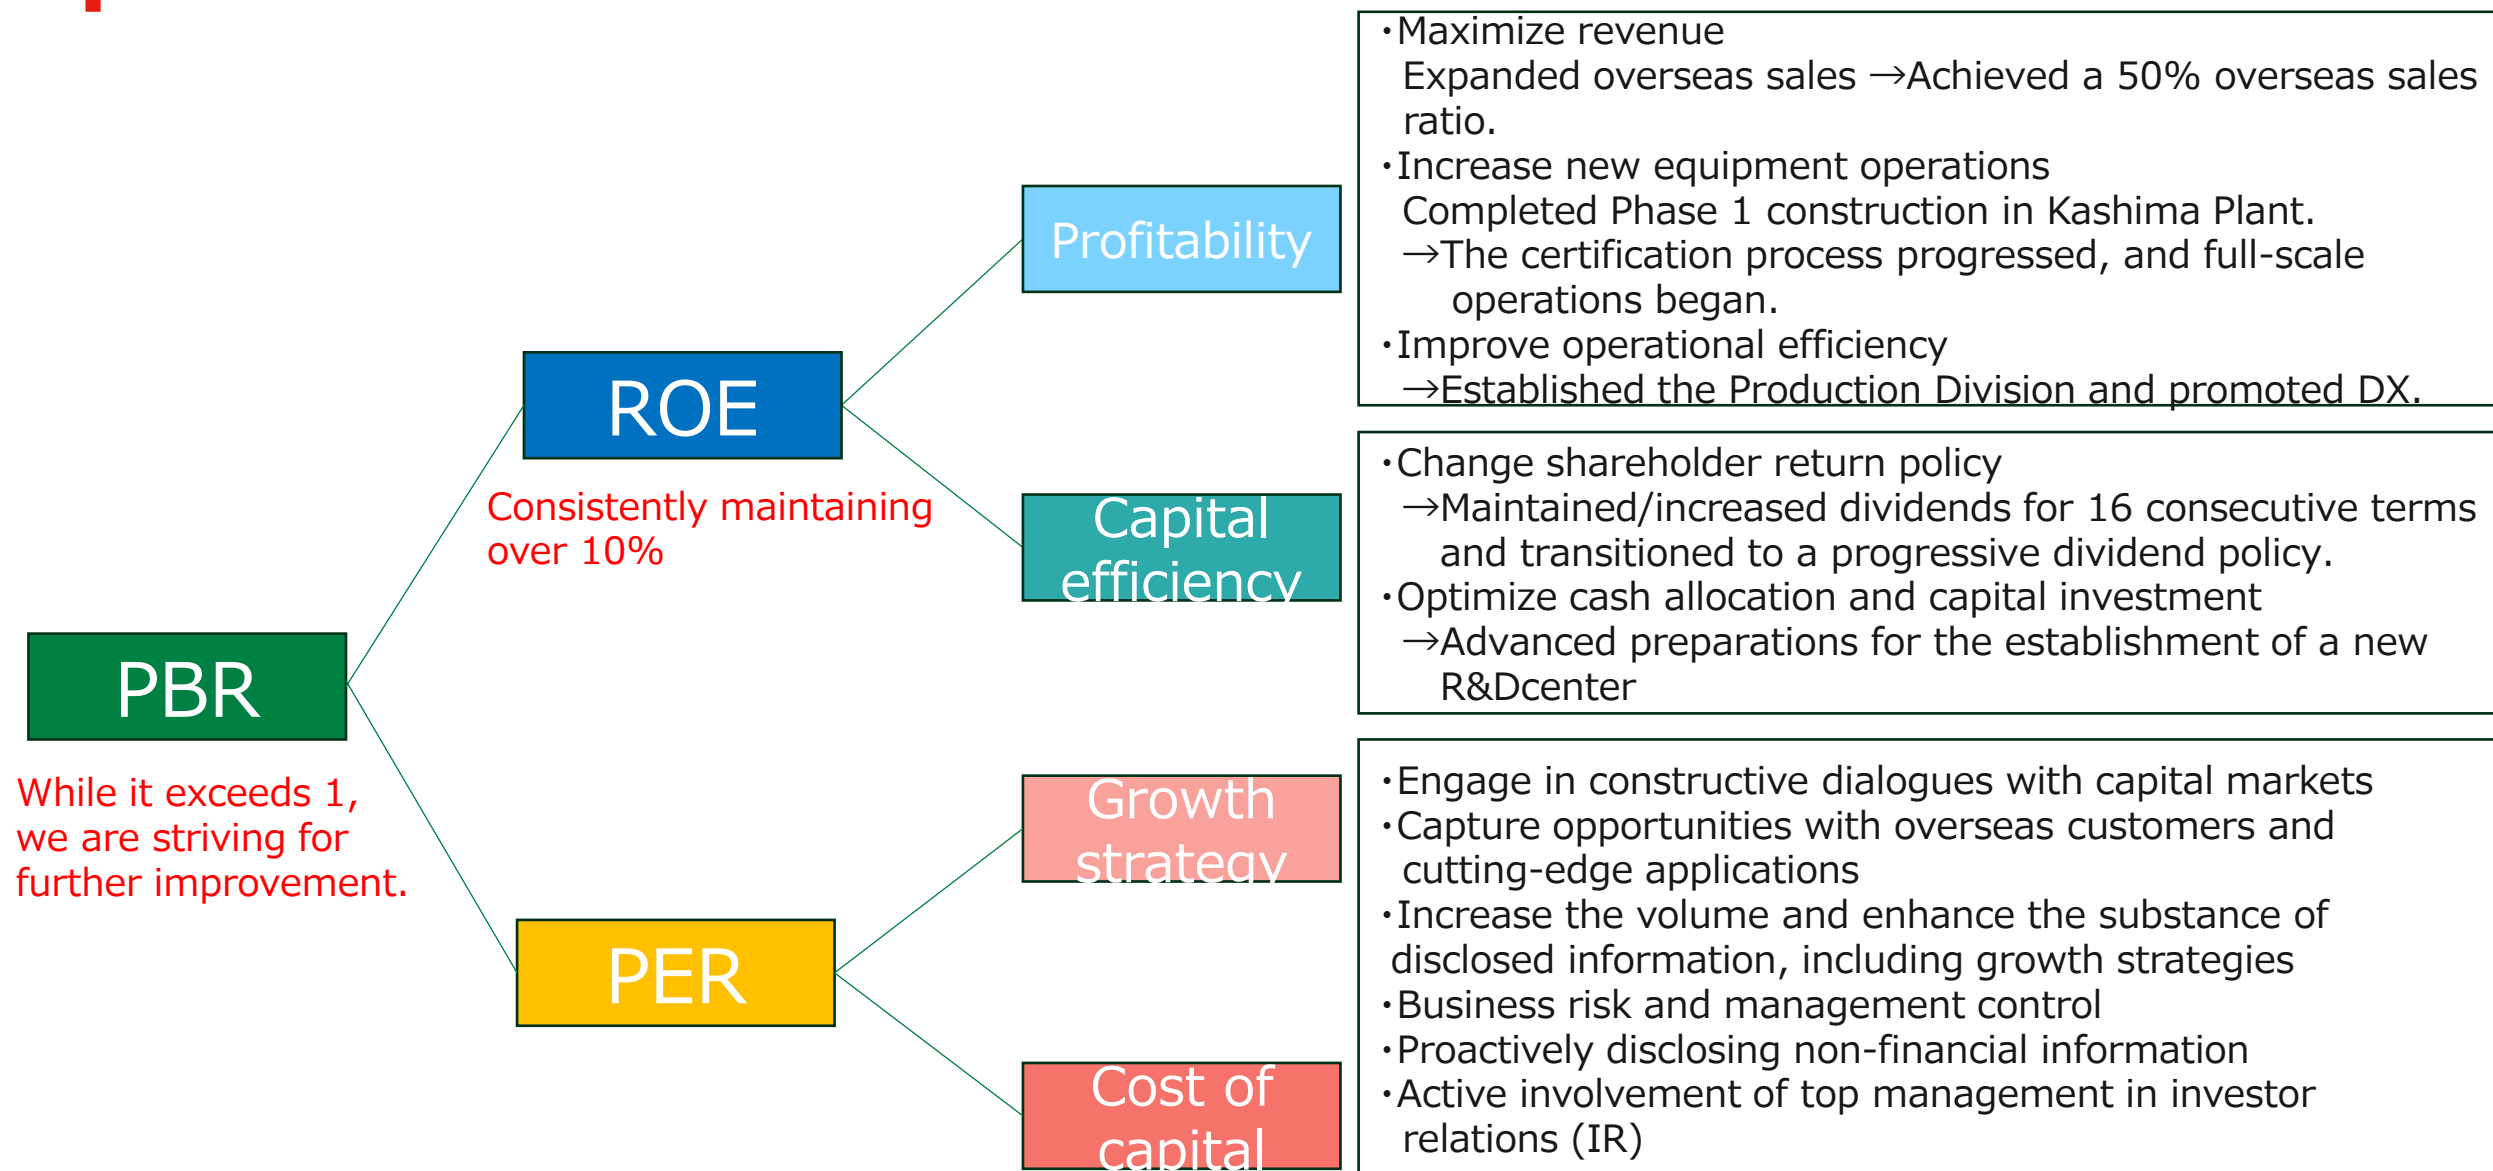 PBR
While it exceeds 1,
we are striving for
further improvement.
ROE
Consistently maintaining
over 10%
PER
Profitability
・Maximize revenue
Expanded overseas sales →Achieved a 50% overseas sales
ratio.
・Increase new equipment operations
Completed Phase 1 construction in Kashima Plant.
→The certification process progressed, and full-scale
operations began.
・Improve operational efficiency
→Established the Production Division and promoted DX.
Capital
efficiency
・Change shareholder return policy
→Maintained/increased dividends for 16 consecutive terms
and transitioned to a progressive dividend policy.
・Optimize cash allocation and capital investment
→Advanced preparations for the establishment of a new
R&Dcenter
Growth
strategy
Cost of
capital
・Engage in constructive dialogues with capital markets
・Capture opportunities with overseas customers and
cutting-edge applications
・Increase the volume and enhance the substance of
disclosed information, including growth strategies
・Business risk and management control
・Proactively disclosing non-financial information
・Active involvement of top management in investor
relations (IR)